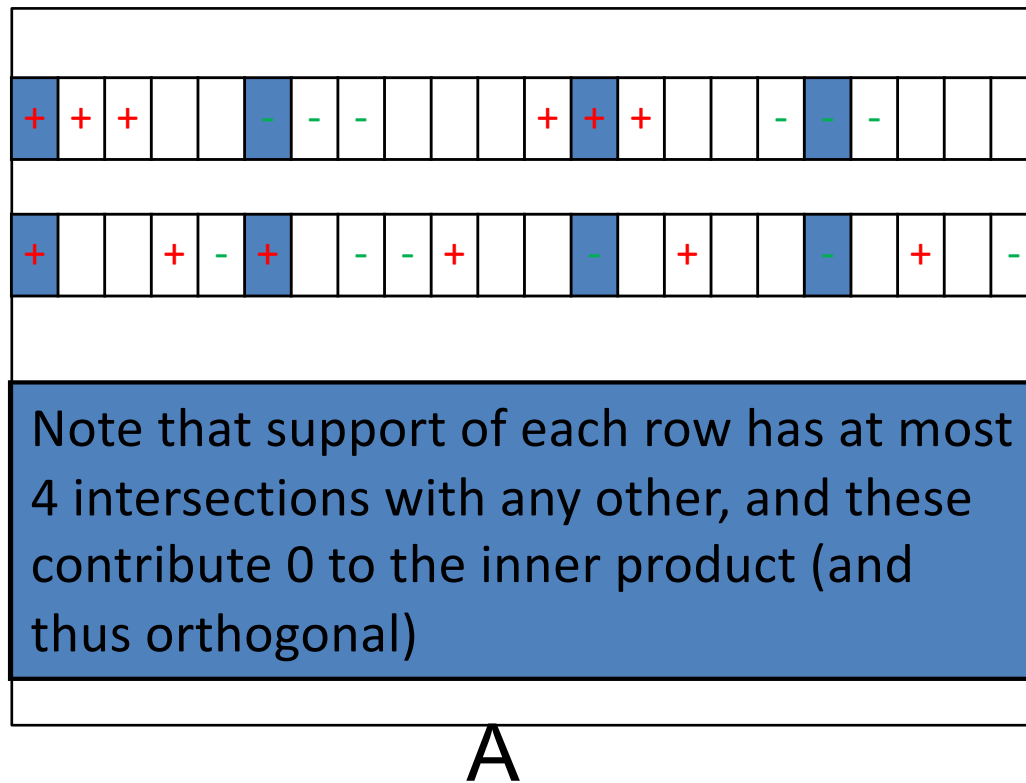 + + + - - - + + + - - -
+ + - + - - + - + - + -
Note that support of each row has at most
4 intersections with any other, and these
contribute 0 to the inner product (and
thus orthogonal)
A